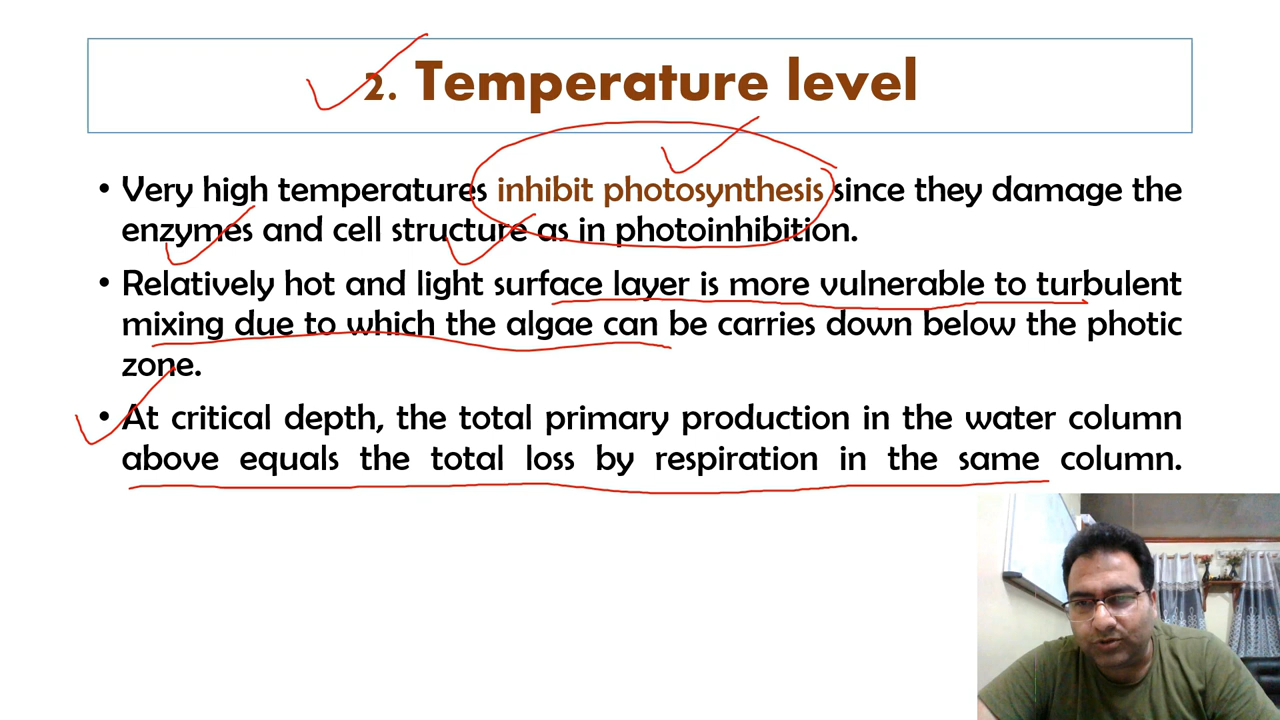 2. Temperature level
• Very high temperatures inhibit photosynthesis since they damage the
enzymes and cell structure as in photoinhibition.
• Relatively hot and light surface layer is more vulnerable to turbulent
mixing due to which the algae can be carries down below the photic
zone.
• At critical depth, the total primary production in the water column
above equals the total loss by respiration in the same column.